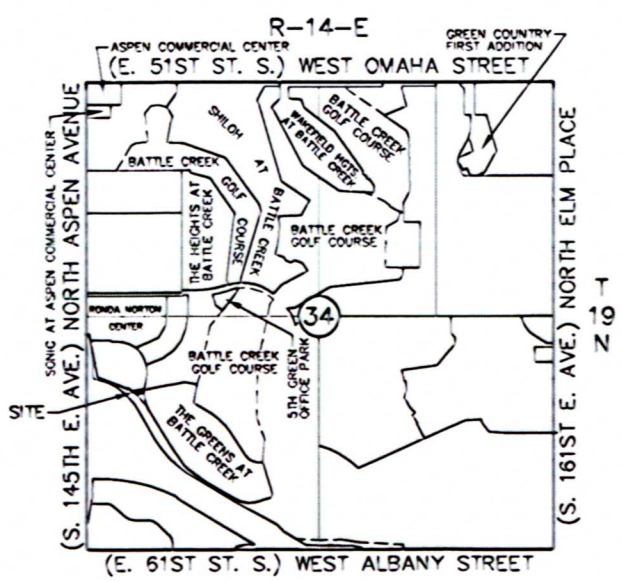 R-14-E
ASPEN COMMERCIAL CENTER
GREEN COUNTRY
FIRST ADDITION
(E. 51ST ST. S.) WEST OMAHA STREET
SONIC AT ASPEN COMMERCIAL CENTER
(S. 145TH E. AVE.) NORTH ASPEN AVENUE
SHILOH AT BATTLE CREEK
BATTLE CREEK
GOLF COURSE
WAKEFIELD HGTS.
AT BATTLE CREEK
BATTLE CREEK GOLF COURSE
THE HEIGHTS AT
BATTLE CREEK
BATTLE CREEK
GOLF COURSE
(S. 161ST E. AVE.) NORTH ELM PLACE
T
19
N
RONDA NORTON
CENTER
34
BATTLE CREEK
GOLF COURSE
5TH GREEN
OFFICE PARK
SITE
THE GREENS AT
BATTLE CREEK
(E. 61ST ST. S.) WEST ALBANY STREET